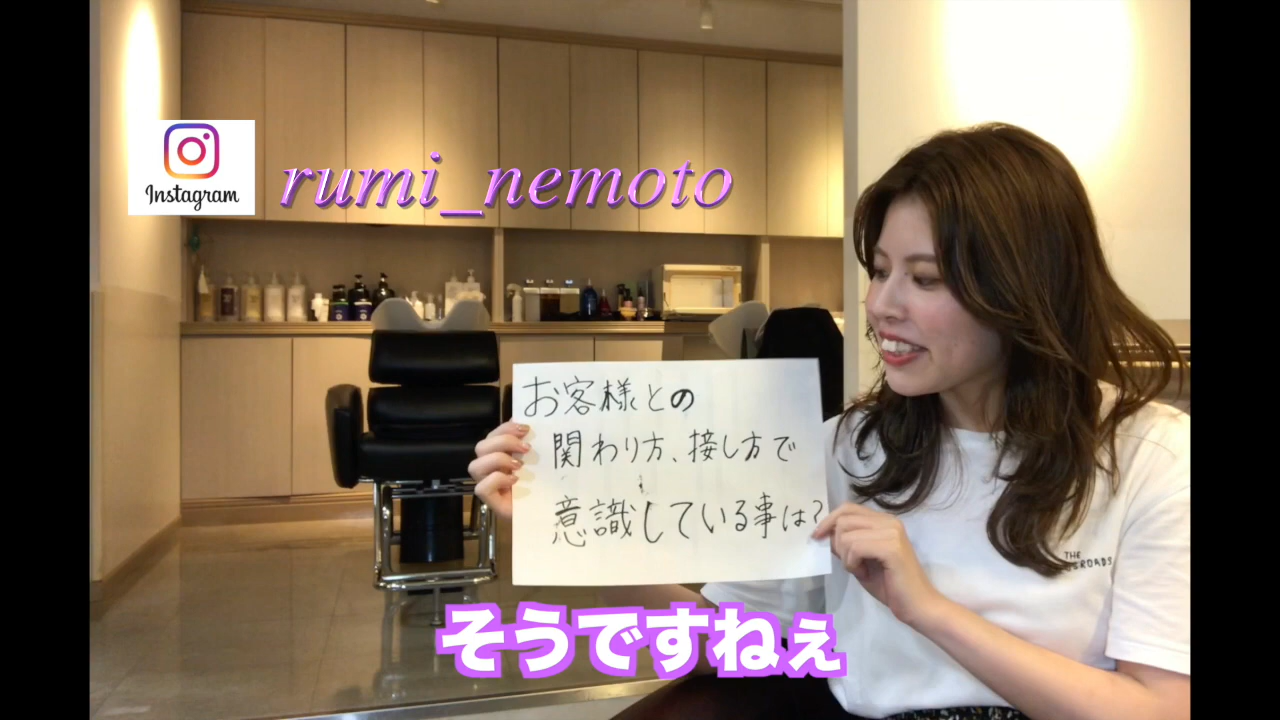 Instagram
rumi_nemoto
お客様との
関わり方、接し方で
意識している事は?
THE
そうですねぇ